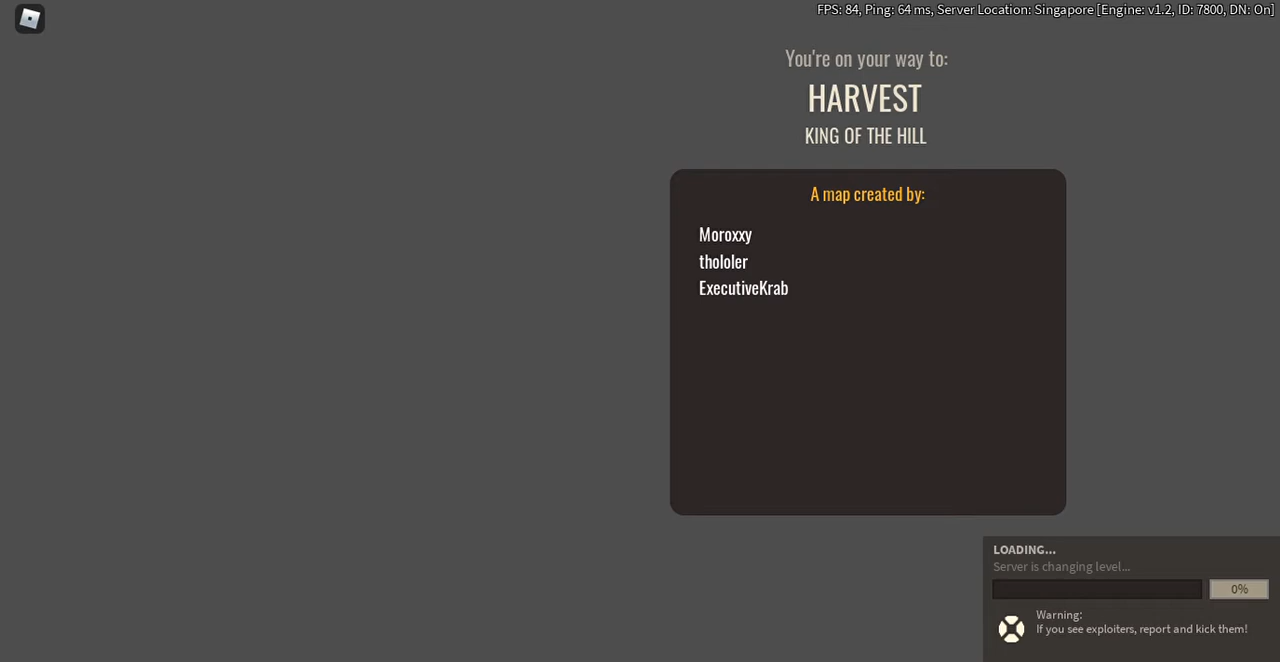 FPS: 84, Ping: 64 ms, Server Location: Singapore [Engine: v1.2, ID: 7800, DN: On]
You're on your way to:
HARVEST
KING OF THE HILL
A map created by:
Moroxxy
thololer
ExecutiveKrab
LOADING...
Server is changing level...
0%
Warning:
If you see exploiters, report and kick them!